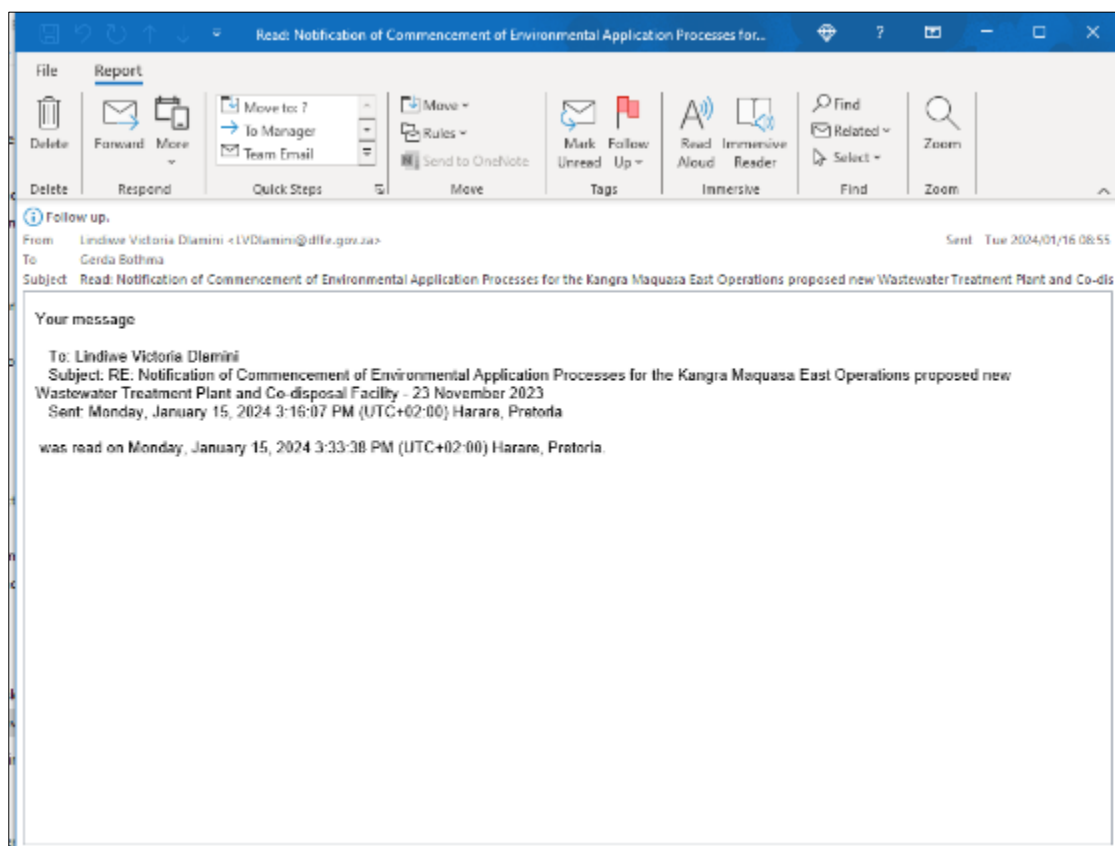 Read: Notification of Commencement of Environmental Application Processes for...
?
File
Report
Delete
Forward
More
Move to: ?
To Manager
Team Email
Move
Rules
Send to OneNote
Mark Unread
Follow Up
Read Aloud
Immersive Reader
Find
Related
Select
Zoom
Delete
Respond
Quick Steps
Move
Tags
Immersive
Find
Zoom
Follow up.
From Lindiwe Victoria Dlamini <LVDlamini@dffe.gov.za>
Sent Tue 2024/01/16 08:55
To Gerda Bothma
Subject Read: Notification of Commencement of Environmental Application Processes for the Kangra Maquasa East Operations proposed new Wastewater Treatment Plant and Co-dis
Your message
To: Lindiwe Victoria Dlamini
Subject: RE: Notification of Commencement of Environmental Application Processes for the Kangra Maquasa East Operations proposed new
Wastewater Treatment Plant and Co-disposal Facility - 23 November 2023
Sent: Monday, January 15, 2024 3:16:07 PM (UTC+02:00) Harare, Pretoria
was read on Monday, January 15, 2024 3:33:38 PM (UTC+02:00) Harare, Pretoria.